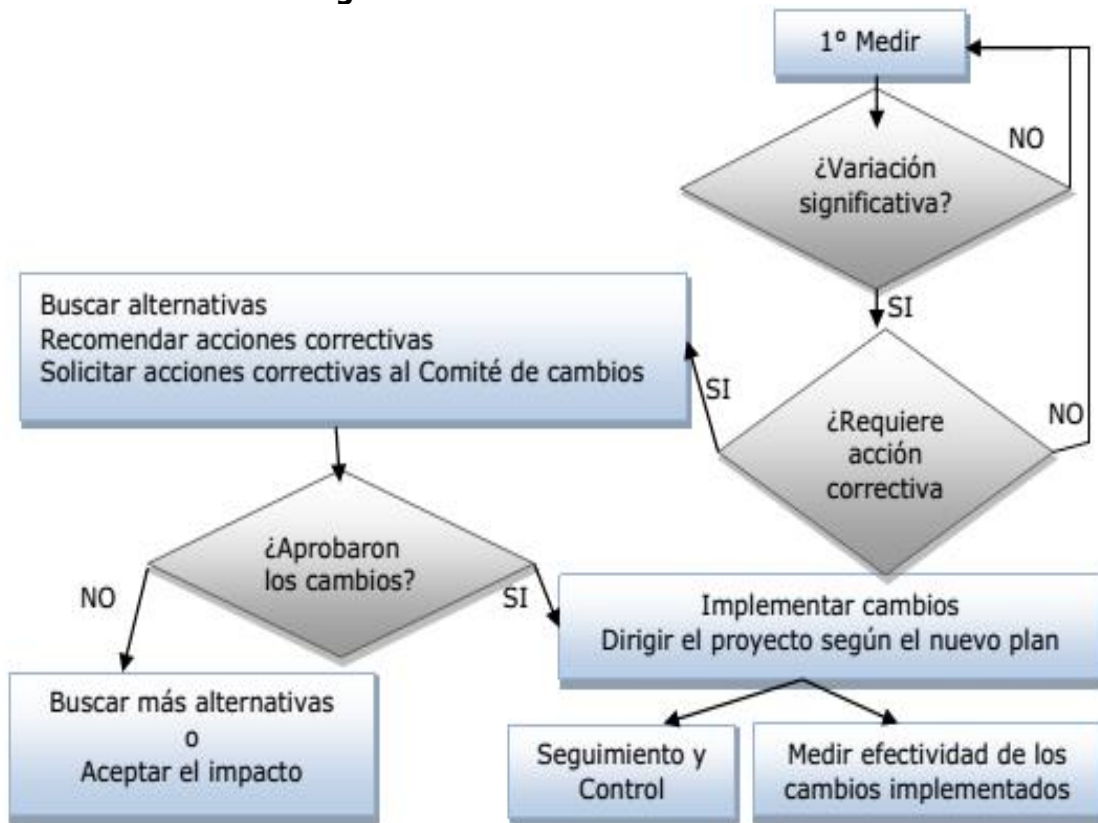 1° Medir
¿Variación
significativa?
NO
SI
¿Requiere
acción
correctiva
NO
SI
Buscar alternativas
Recomendar acciones correctivas
Solicitar acciones correctivas al Comité de cambios
¿Aprobaron
los cambios?
NO
SI
Buscar más alternativas
o
Aceptar el impacto
Implementar cambios
Dirigir el proyecto según el nuevo plan
Seguimiento y
Control
Medir efectividad de los
cambios implementados